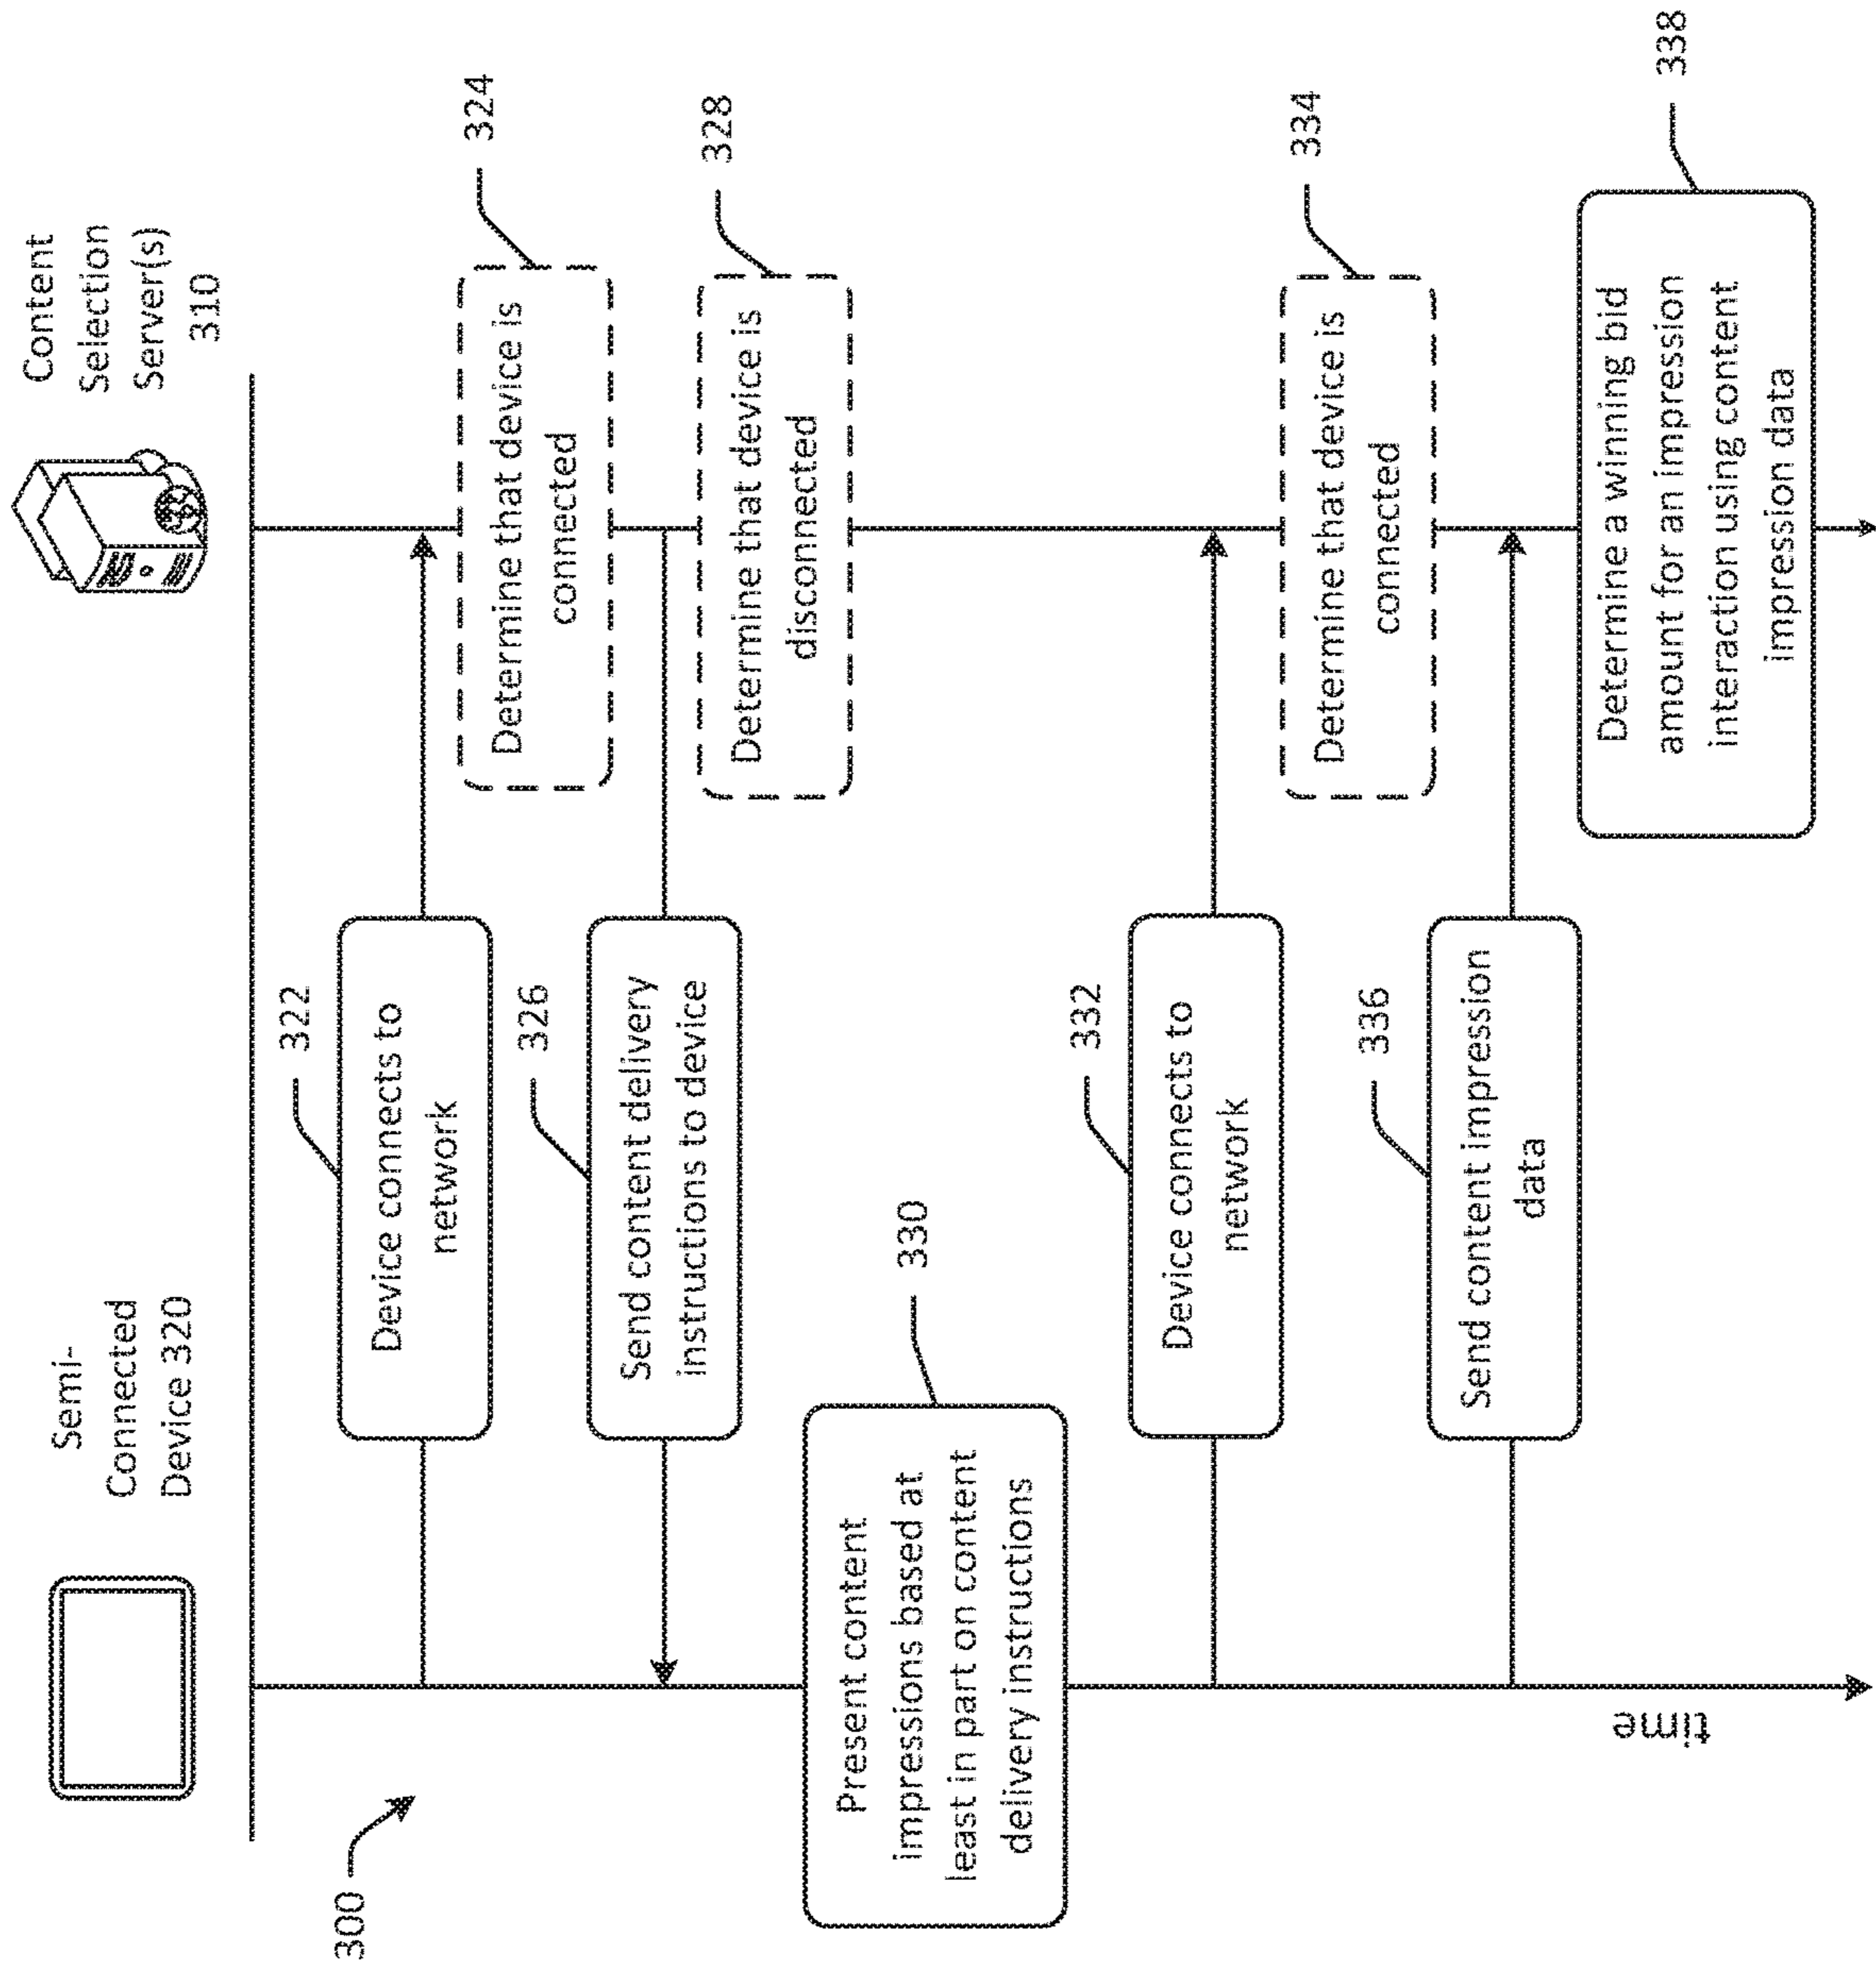 300
Semi-
Connected
Device 320
Content
Selection
Server(s)
310
322
Device connects to
network
324
Determine that device is
connected
326
Send content delivery
instructions to device
328
Determine that device is
disconnected
330
Present content
impressions based at
least in part on content
delivery instructions
332
Device connects to
network
334
Determine that device is
connected
336
Send content impression
data
338
Determine a winning bid
amount for an impression
interaction using content
impression data
time